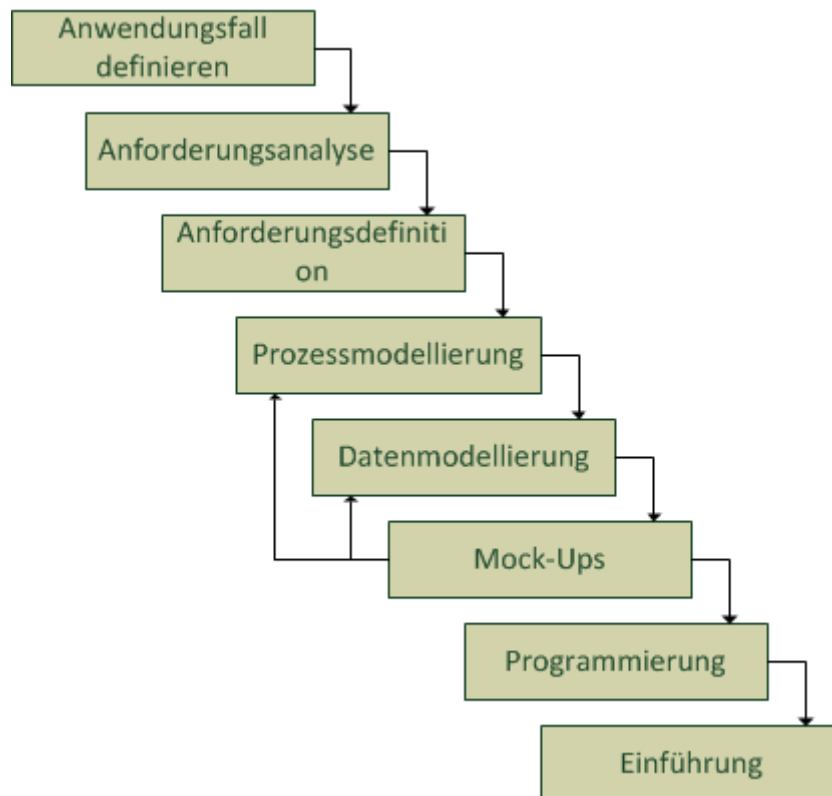 Anwendungsfall
definieren
Anforderungsanalyse
Anforderungsdefiniti
on
Prozessmodellierung
Datenmodellierung
Mock-Ups
Programmierung
Einführung